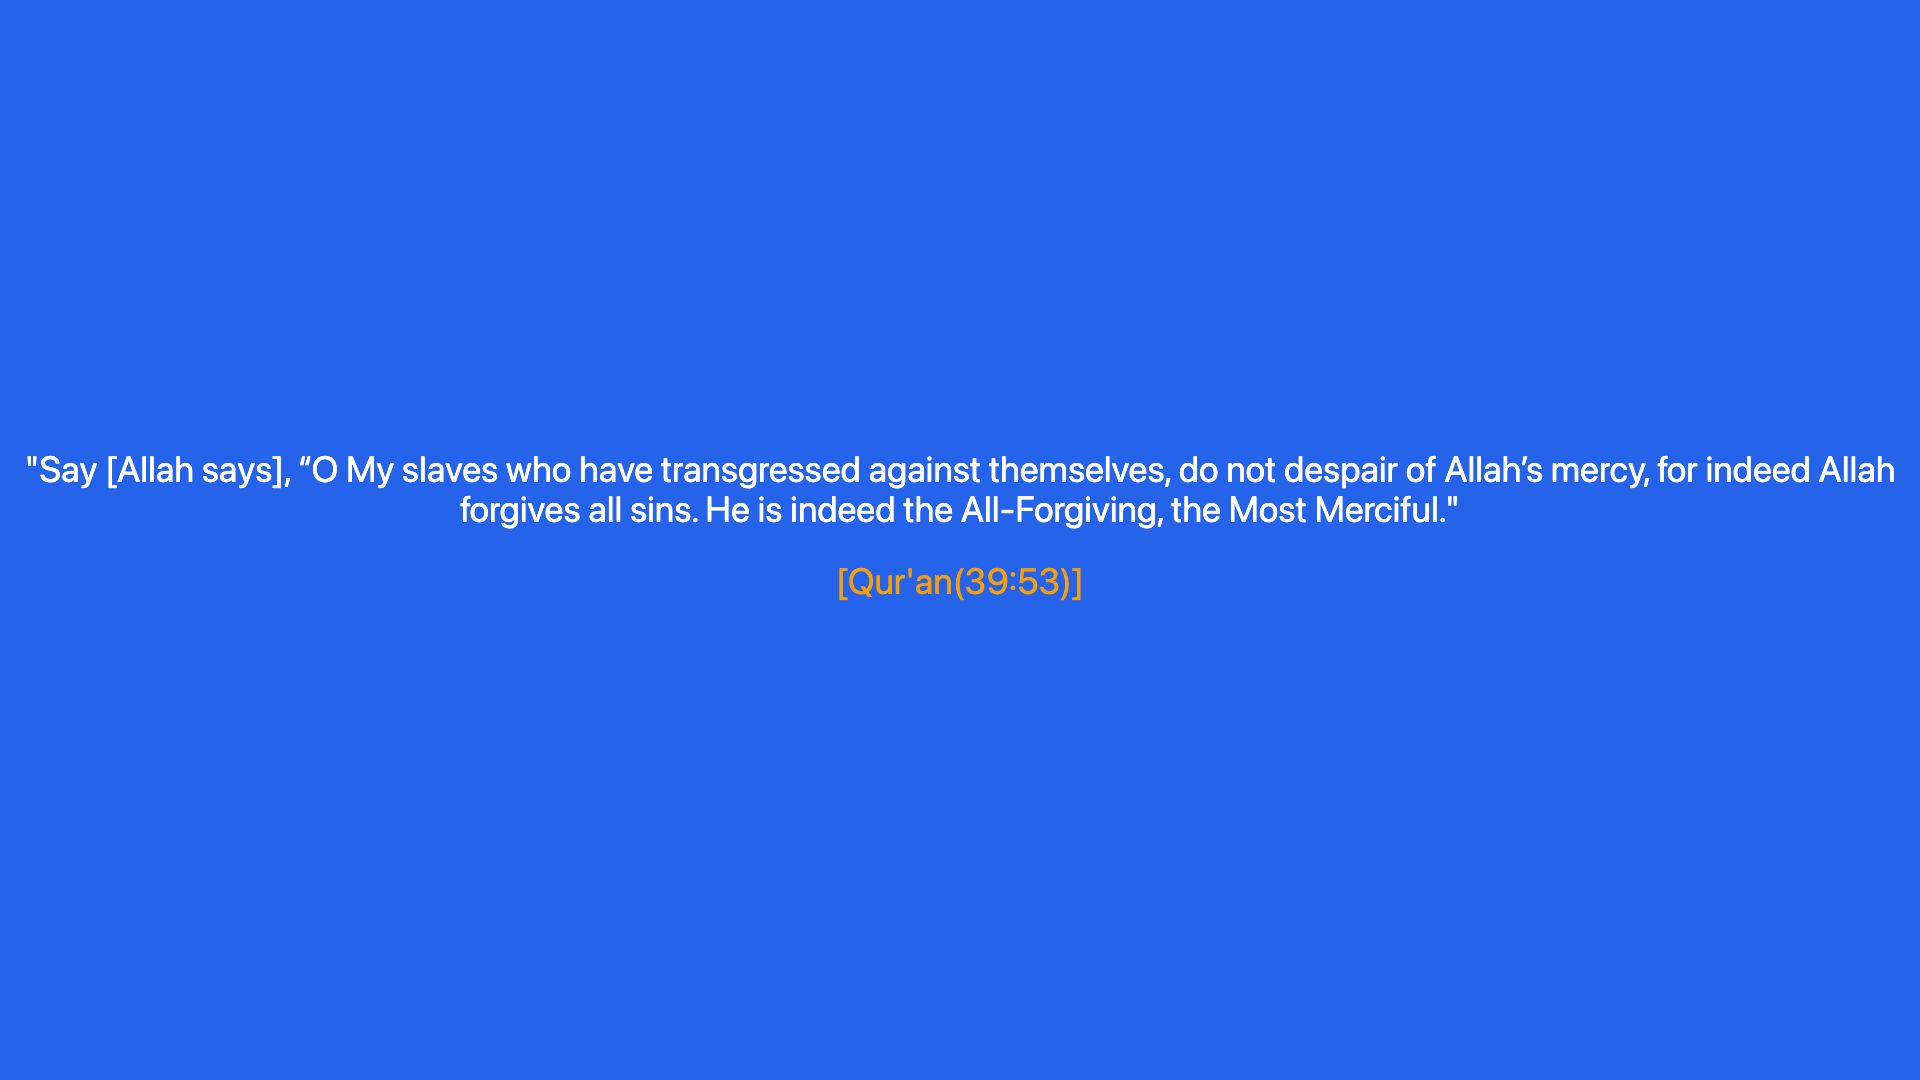 "Say [Allah says], “O My slaves who have transgressed against themselves, do not despair of Allah’s mercy, for indeed Allah
forgives all sins. He is indeed the All-Forgiving, the Most Merciful."
[Qur'an(39:53)]